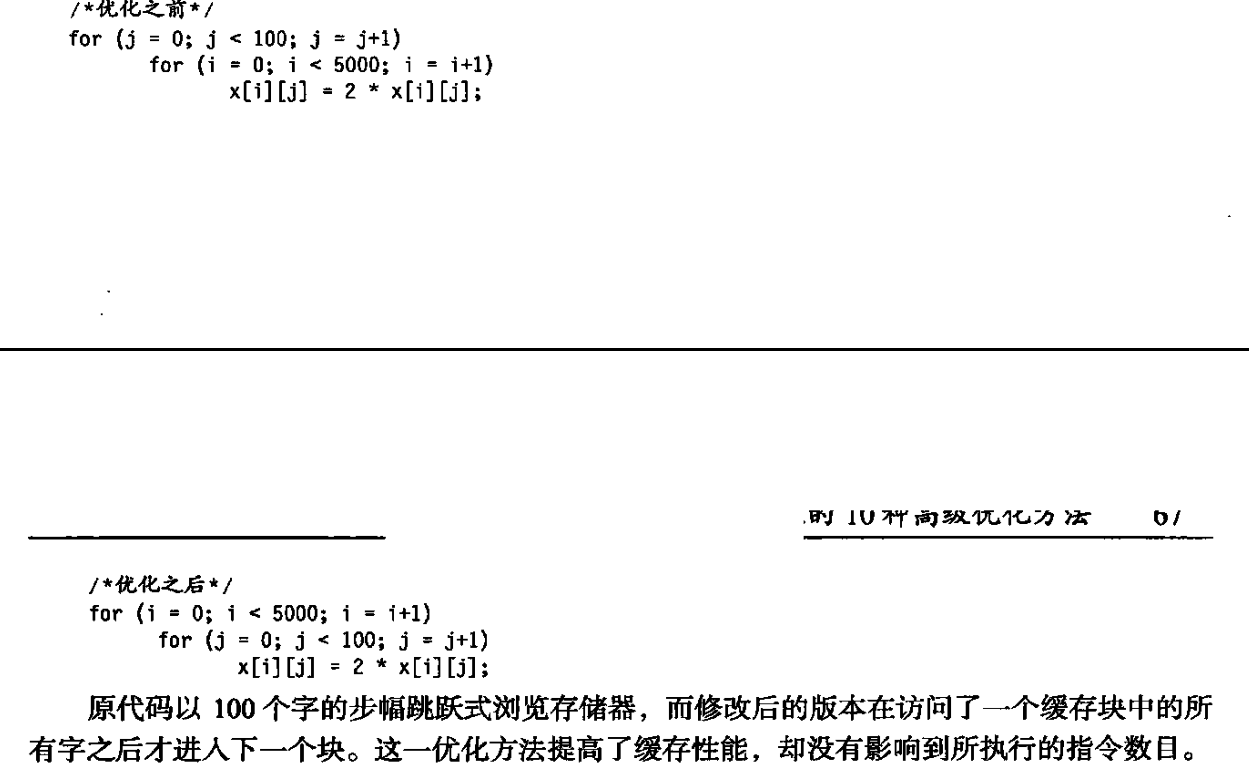 /*优化之前*/
for (j = 0; j < 100; j = j+1)
for (i = 0; i < 5000; i = i+1)
x[i][j] = 2 * x[i][j];
的 10 种高级优化方法 67
/*优化之后*/
for (i = 0; i < 5000; i = i+1)
for (j = 0; j < 100; j = j+1)
x[i][j] = 2 * x[i][j];
原代码以 100 个字的步幅跳跃式浏览存储器，而修改后的版本在访问了一个缓存块中的所
有字之后才进入下一个块。这一优化方法提高了缓存性能，却没有影响到所执行的指令数目。